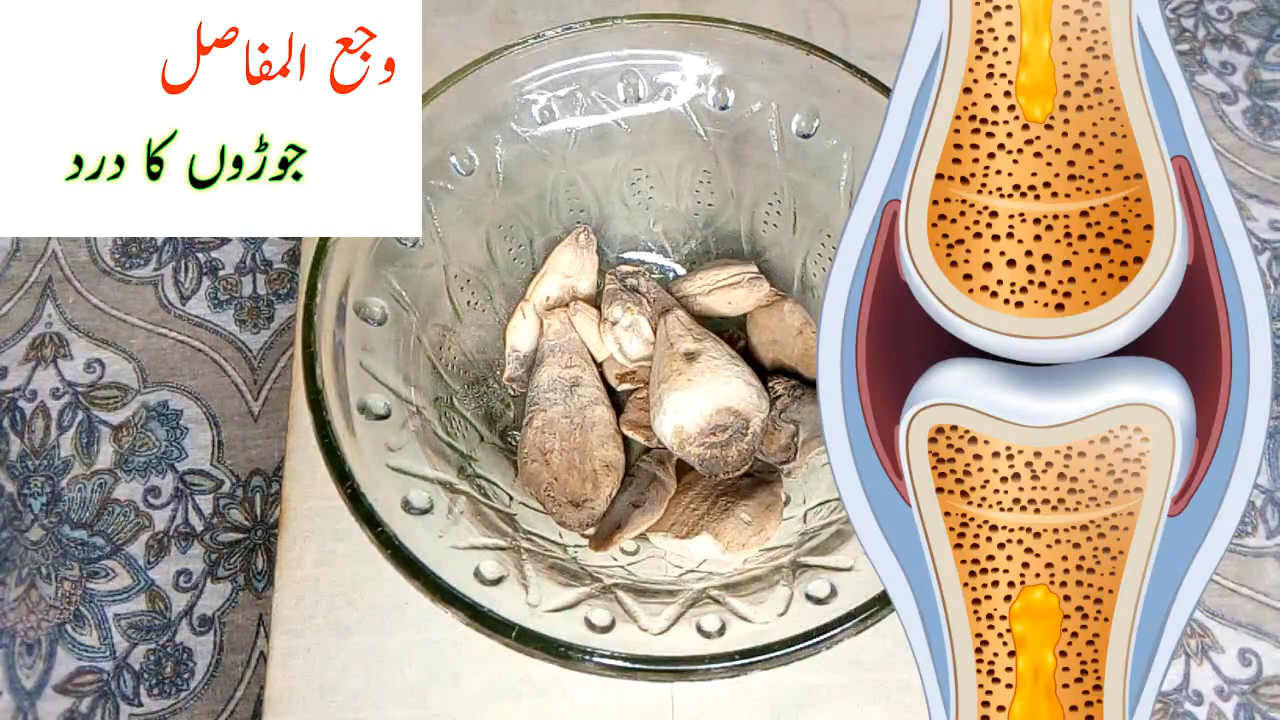 وجع المفاصل
جوڑوں کا درد